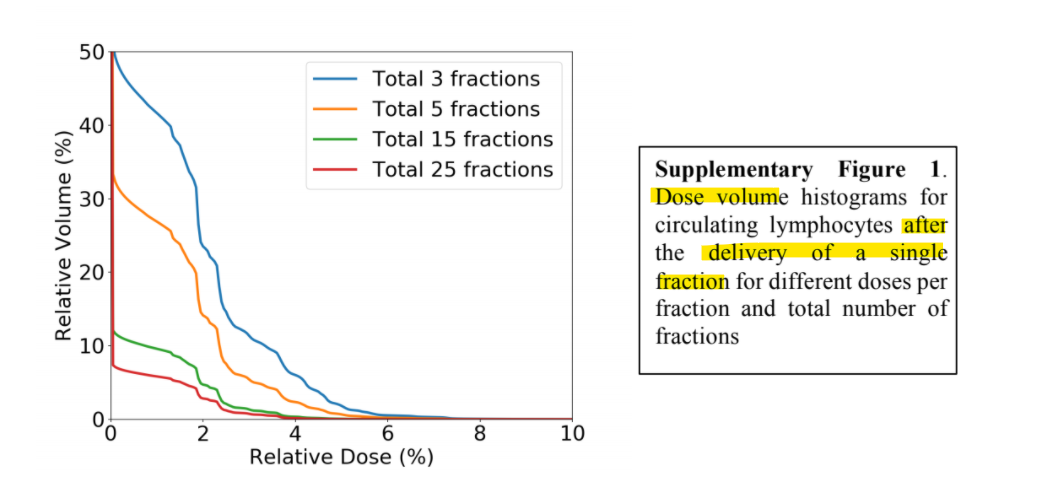 50
40
30
20
10
0
Relative Volume (%)
0 2 4 6 8 10
Relative Dose (%)
Total 3 fractions
Total 5 fractions
Total 15 fractions
Total 25 fractions
Supplementary Figure 1.
Dose volume histograms for
circulating lymphocytes after
the delivery of a single
fraction for different doses per
fraction and total number of
fractions